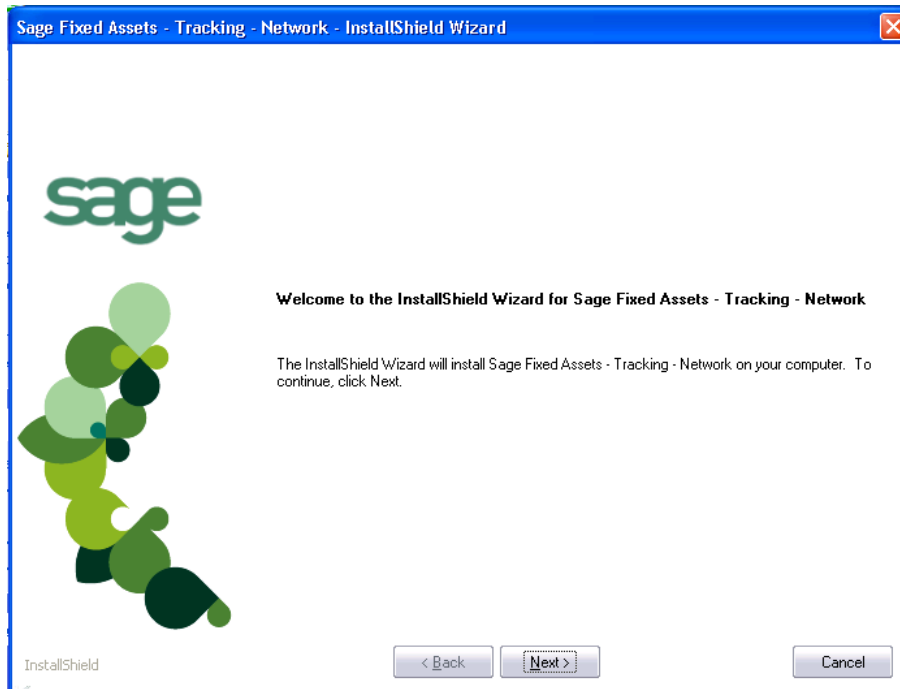 Sage Fixed Assets - Tracking - Network - InstallShield Wizard
sage
Welcome to the InstallShield Wizard for Sage Fixed Assets - Tracking - Network
The InstallShield Wizard will install Sage Fixed Assets - Tracking - Network on your computer. To
continue, click Next.
InstallShield
< Back
Next >
Cancel